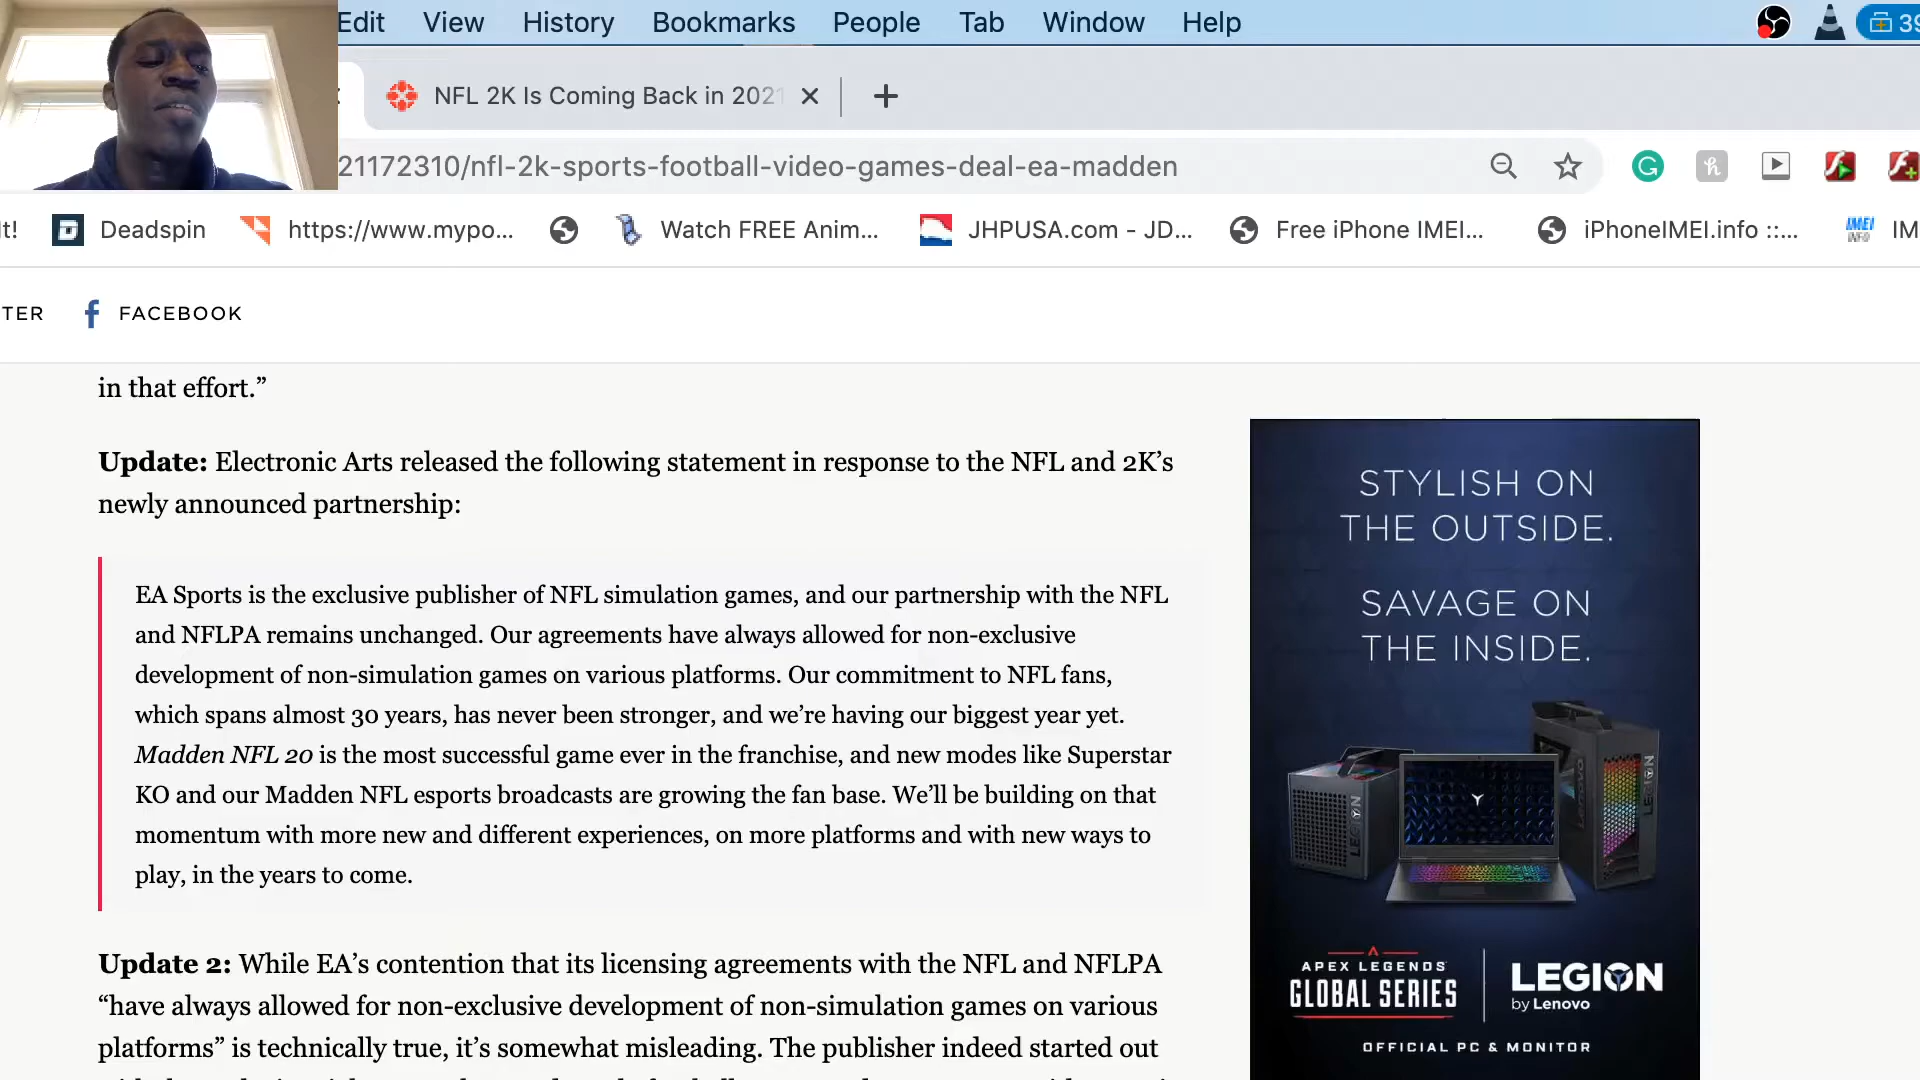 Edit View History Bookmarks People Tab Window Help
NFL 2K Is Coming Back in 2021
21172310/nfl-2k-sports-football-video-games-deal-ea-madden
t! Deadspin https://www.mypo... Watch FREE Anim... JHPUSA.com - JD... Free iPhone IMEI... iPhoneIMEI.info ::... IMEI INFO IM
TER FACEBOOK
in that effort.”
Update: Electronic Arts released the following statement in response to the NFL and 2K’s
newly announced partnership:
EA Sports is the exclusive publisher of NFL simulation games, and our partnership with the NFL
and NFLPA remains unchanged. Our agreements have always allowed for non-exclusive
development of non-simulation games on various platforms. Our commitment to NFL fans,
which spans almost 30 years, has never been stronger, and we’re having our biggest year yet.
Madden NFL 20 is the most successful game ever in the franchise, and new modes like Superstar
KO and our Madden NFL esports broadcasts are growing the fan base. We’ll be building on that
momentum with more new and different experiences, on more platforms and with new ways to
play, in the years to come.
Update 2: While EA’s contention that its licensing agreements with the NFL and NFLPA
“have always allowed for non-exclusive development of non-simulation games on various
platforms” is technically true, it’s somewhat misleading. The publisher indeed started out
STYLISH ON
THE OUTSIDE.
SAVAGE ON
THE INSIDE.
APEX LEGENDS
GLOBAL SERIES
LEGION
by Lenovo
OFFICIAL PC & MONITOR